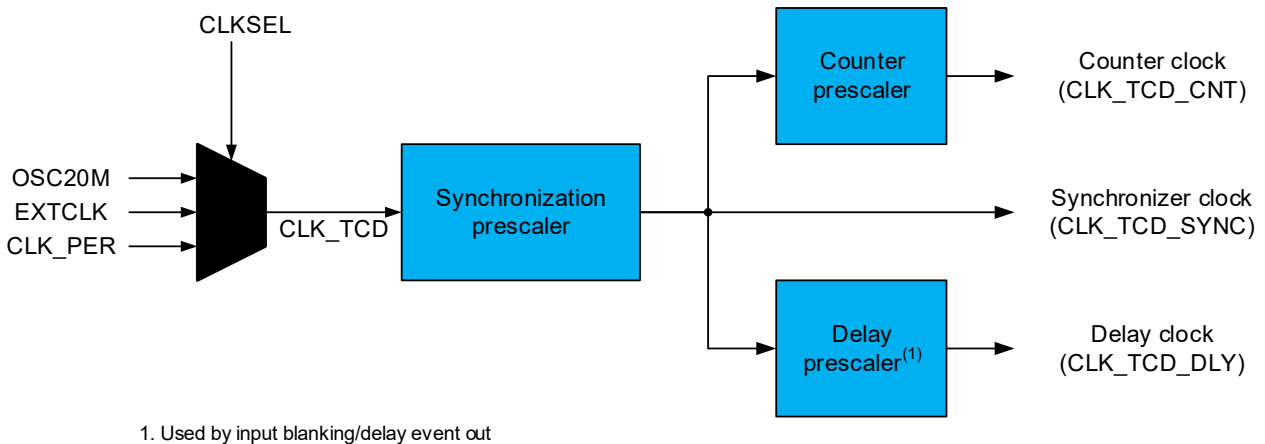 CLKSEL
OSC20M
EXTCLK
CLK_PER
CLK_TCD
Synchronization
prescaler
Counter
prescaler
Counter clock
(CLK_TCD_CNT)
Synchronizer clock
(CLK_TCD_SYNC)
Delay
prescaler(1)
Delay clock
(CLK_TCD_DLY)
1. Used by input blanking/delay event out